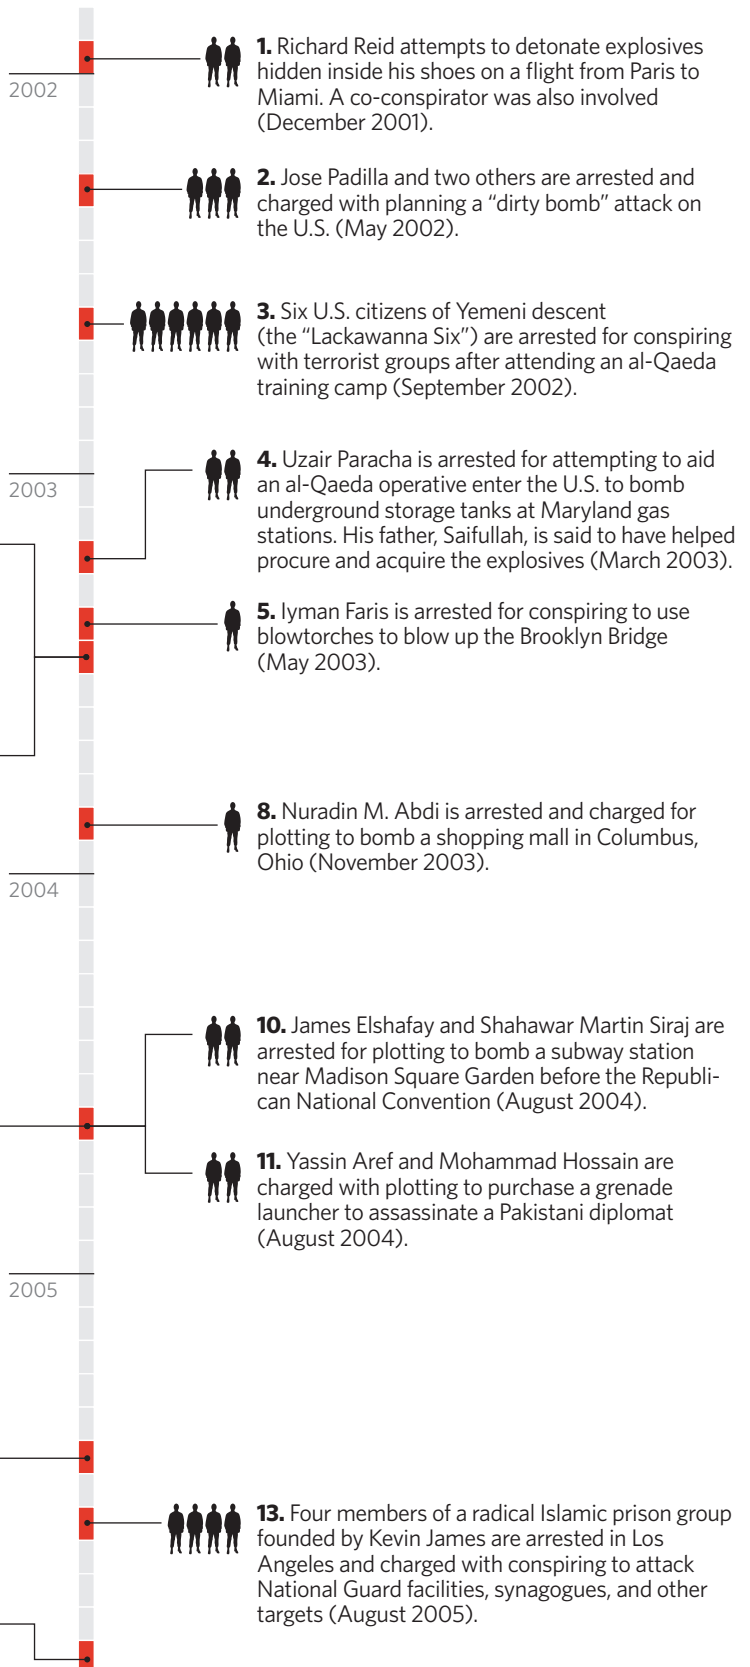 1. Richard Reid attempts to detonate explosives
hidden inside his shoes on a flight from Paris to
Miami. A co-conspirator was also involved
(December 2001).
2002
2. Jose Padilla and two others are arrested and
charged with planning a “dirty bomb” attack on
the U.S. (May 2002).
3. Six U.S. citizens of Yemeni descent
(the “Lackawanna Six”) are arrested for conspiring
with terrorist groups after attending an al-Qaeda
training camp (September 2002).
2003
4. Uzair Paracha is arrested for attempting to aid
an al-Qaeda operative enter the U.S. to bomb
underground storage tanks at Maryland gas
stations. His father, Saifullah, is said to have helped
procure and acquire the explosives (March 2003).
5. Iyman Faris is arrested for conspiring to use
blowtorches to blow up the Brooklyn Bridge
(May 2003).
8. Nuradin M. Abdi is arrested and charged for
plotting to bomb a shopping mall in Columbus,
Ohio (November 2003).
2004
10. James Elshafay and Shahawar Martin Siraj are
arrested for plotting to bomb a subway station
near Madison Square Garden before the Republi-
can National Convention (August 2004).
11. Yassin Aref and Mohammad Hossain are
charged with plotting to purchase a grenade
launcher to assassinate a Pakistani diplomat
(August 2004).
2005
13. Four members of a radical Islamic prison group
founded by Kevin James are arrested in Los
Angeles and charged with conspiring to attack
National Guard facilities, synagogues, and other
targets (August 2005).